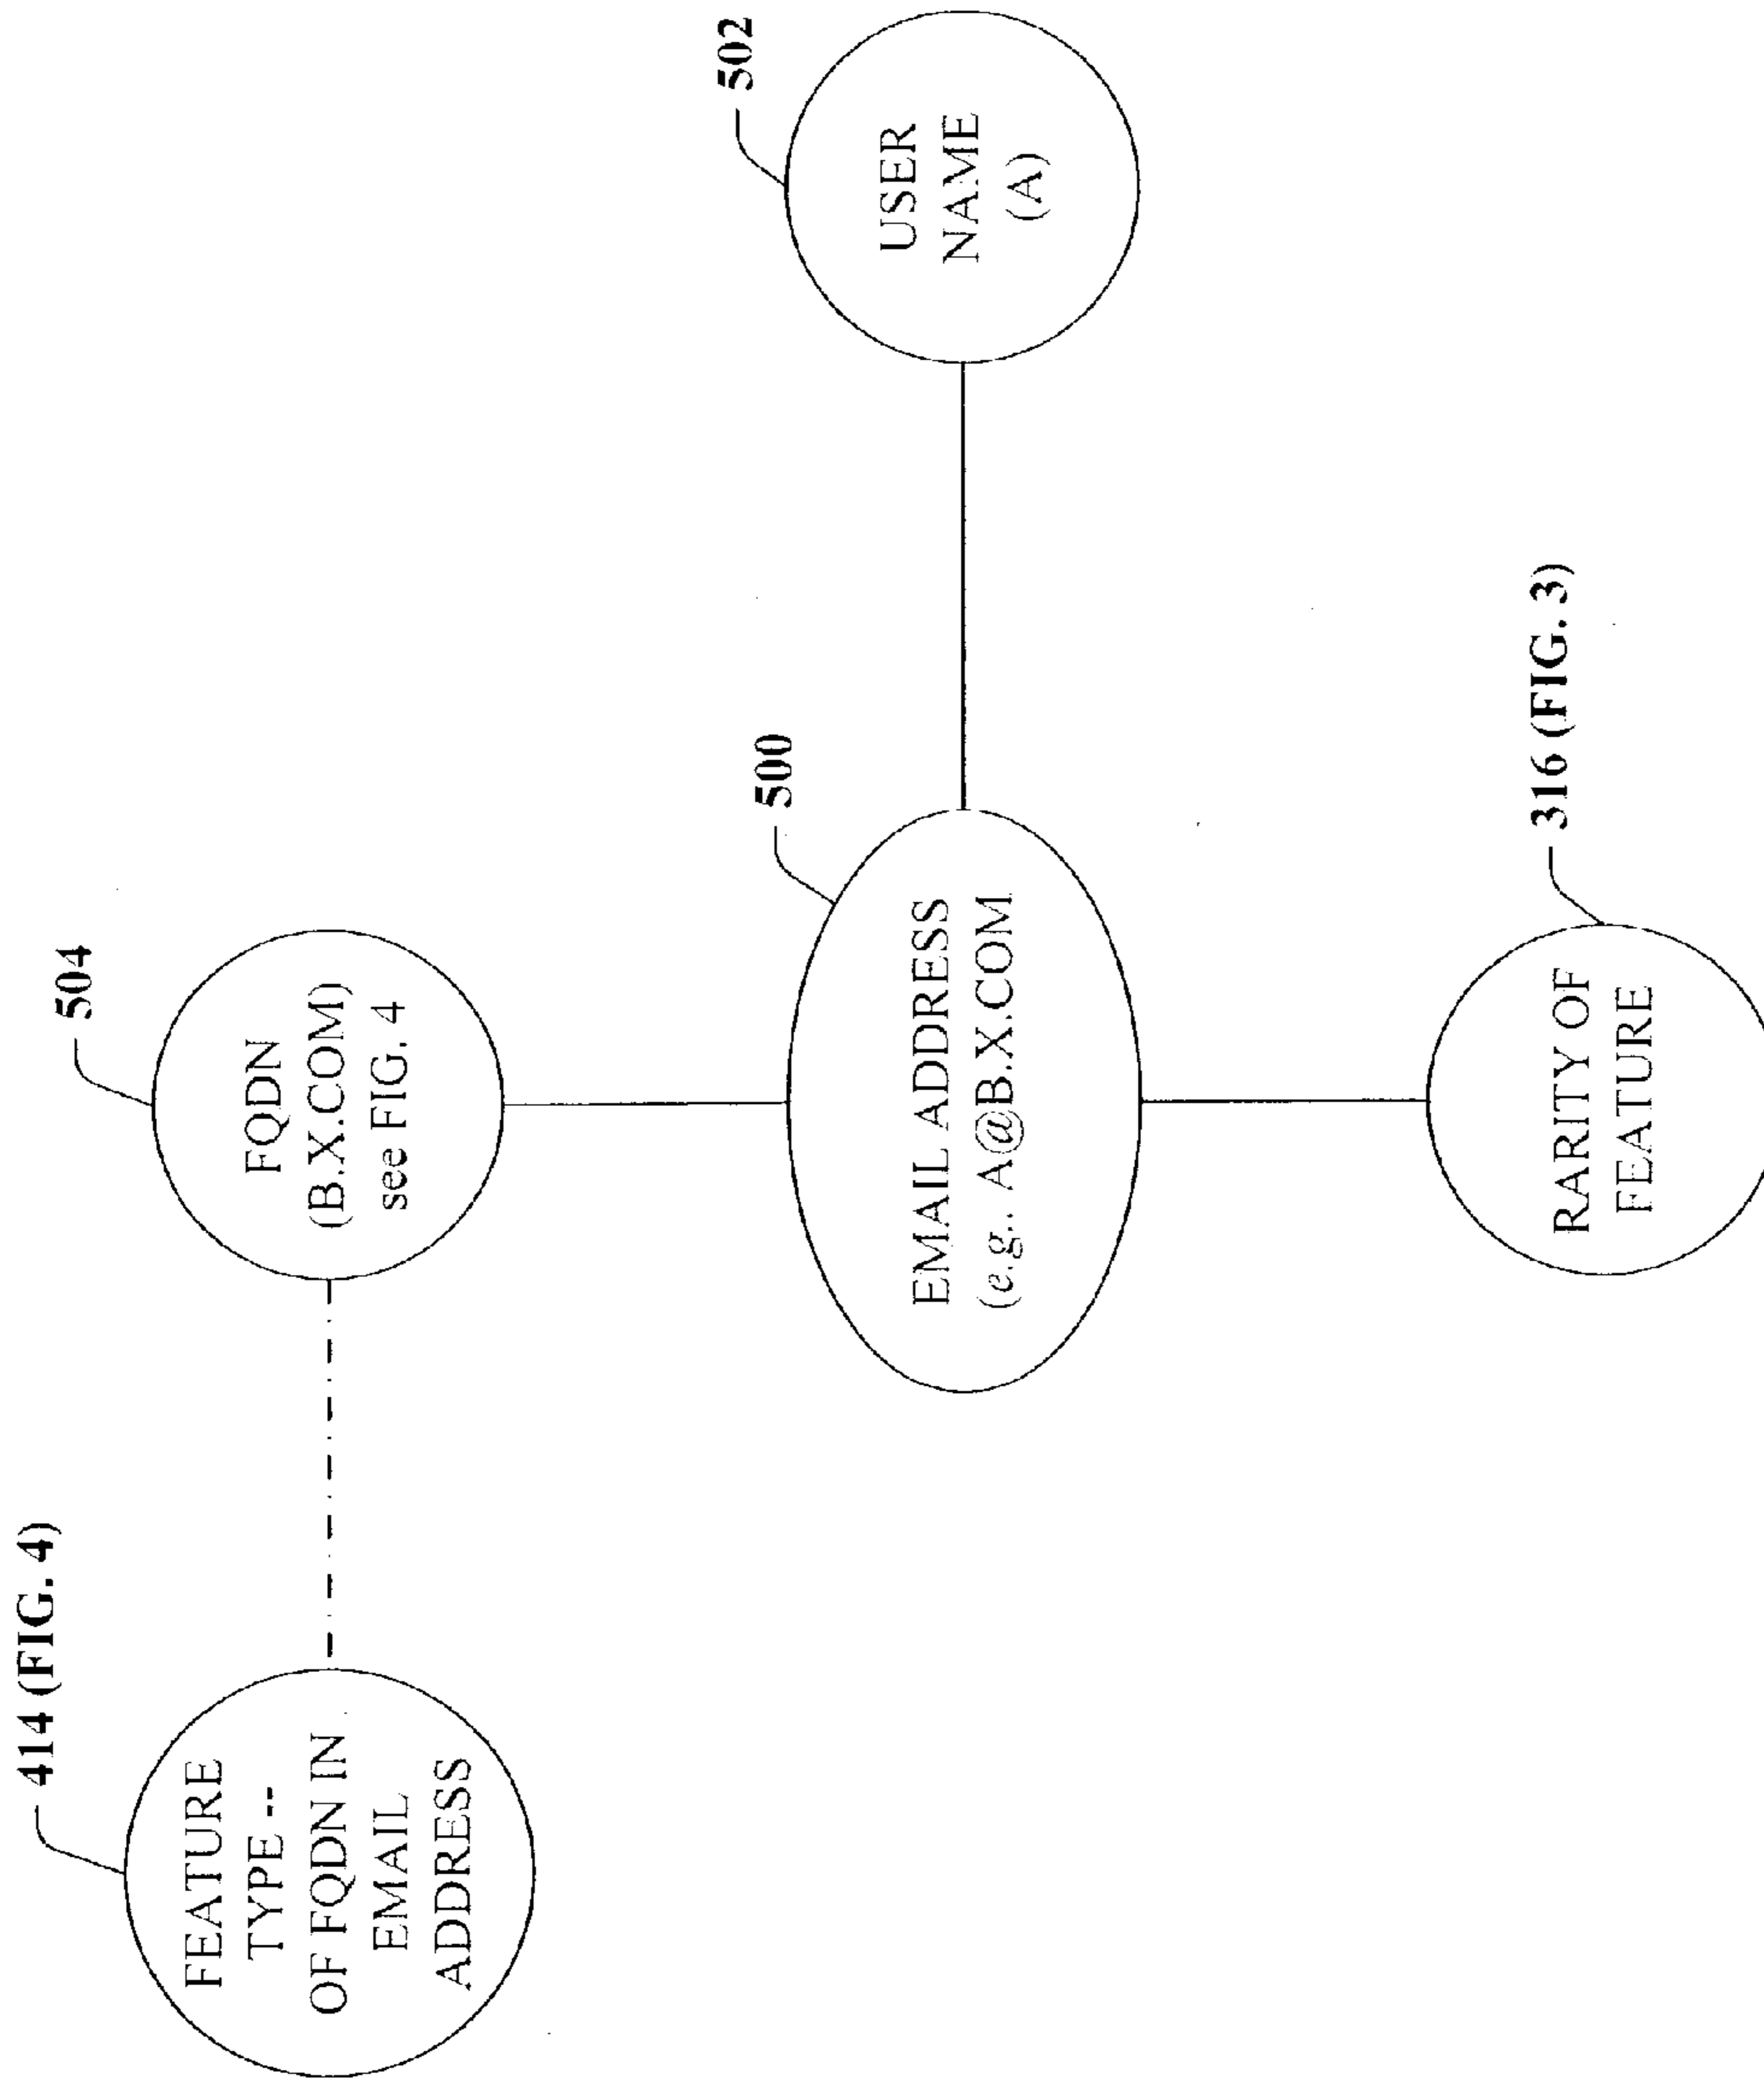 414 (FIG. 4)
FEATURE
TYPE --
OF FQDN IN
EMAIL
ADDRESS
504
FQDN
(B.X.COM)
see FIG. 4
500
EMAIL ADDRESS
(e.g., A@B.X.COM
502
USER
NAME
(A)
316 (FIG. 3)
RARITY OF
FEATURE